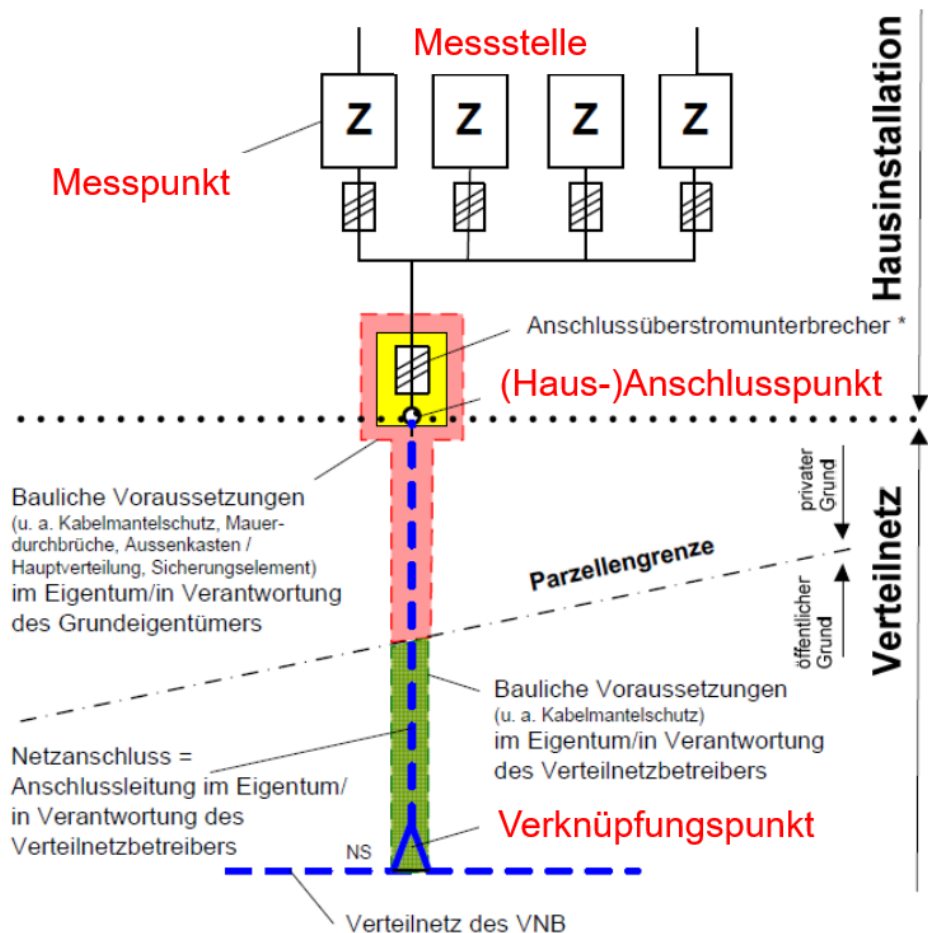 Messstelle
Z
Z
Z
Z
Messpunkt
Hausinstallation
Anschlussüberstromunterbrecher *
(Haus-)Anschlusspunkt
Bauliche Voraussetzungen
(u. a. Kabelmantelschutz, Mauer-
durchbrüche, Aussenkasten /
Hauptverteilung, Sicherungselement)
im Eigentum/in Verantwortung
des Grundeigentümers
privater
Grund
Parzellengrenze
öffentlicher
Grund
Verteilnetz
Bauliche Voraussetzungen
(u. a. Kabelmantelschutz)
im Eigentum/in Verantwortung
des Verteilnetzbetreibers
Netzanschluss =
Anschlussleitung im Eigentum/
in Verantwortung des
Verteilnetzbetreibers
Verknüpfungspunkt
NS
Verteilnetz des VNB